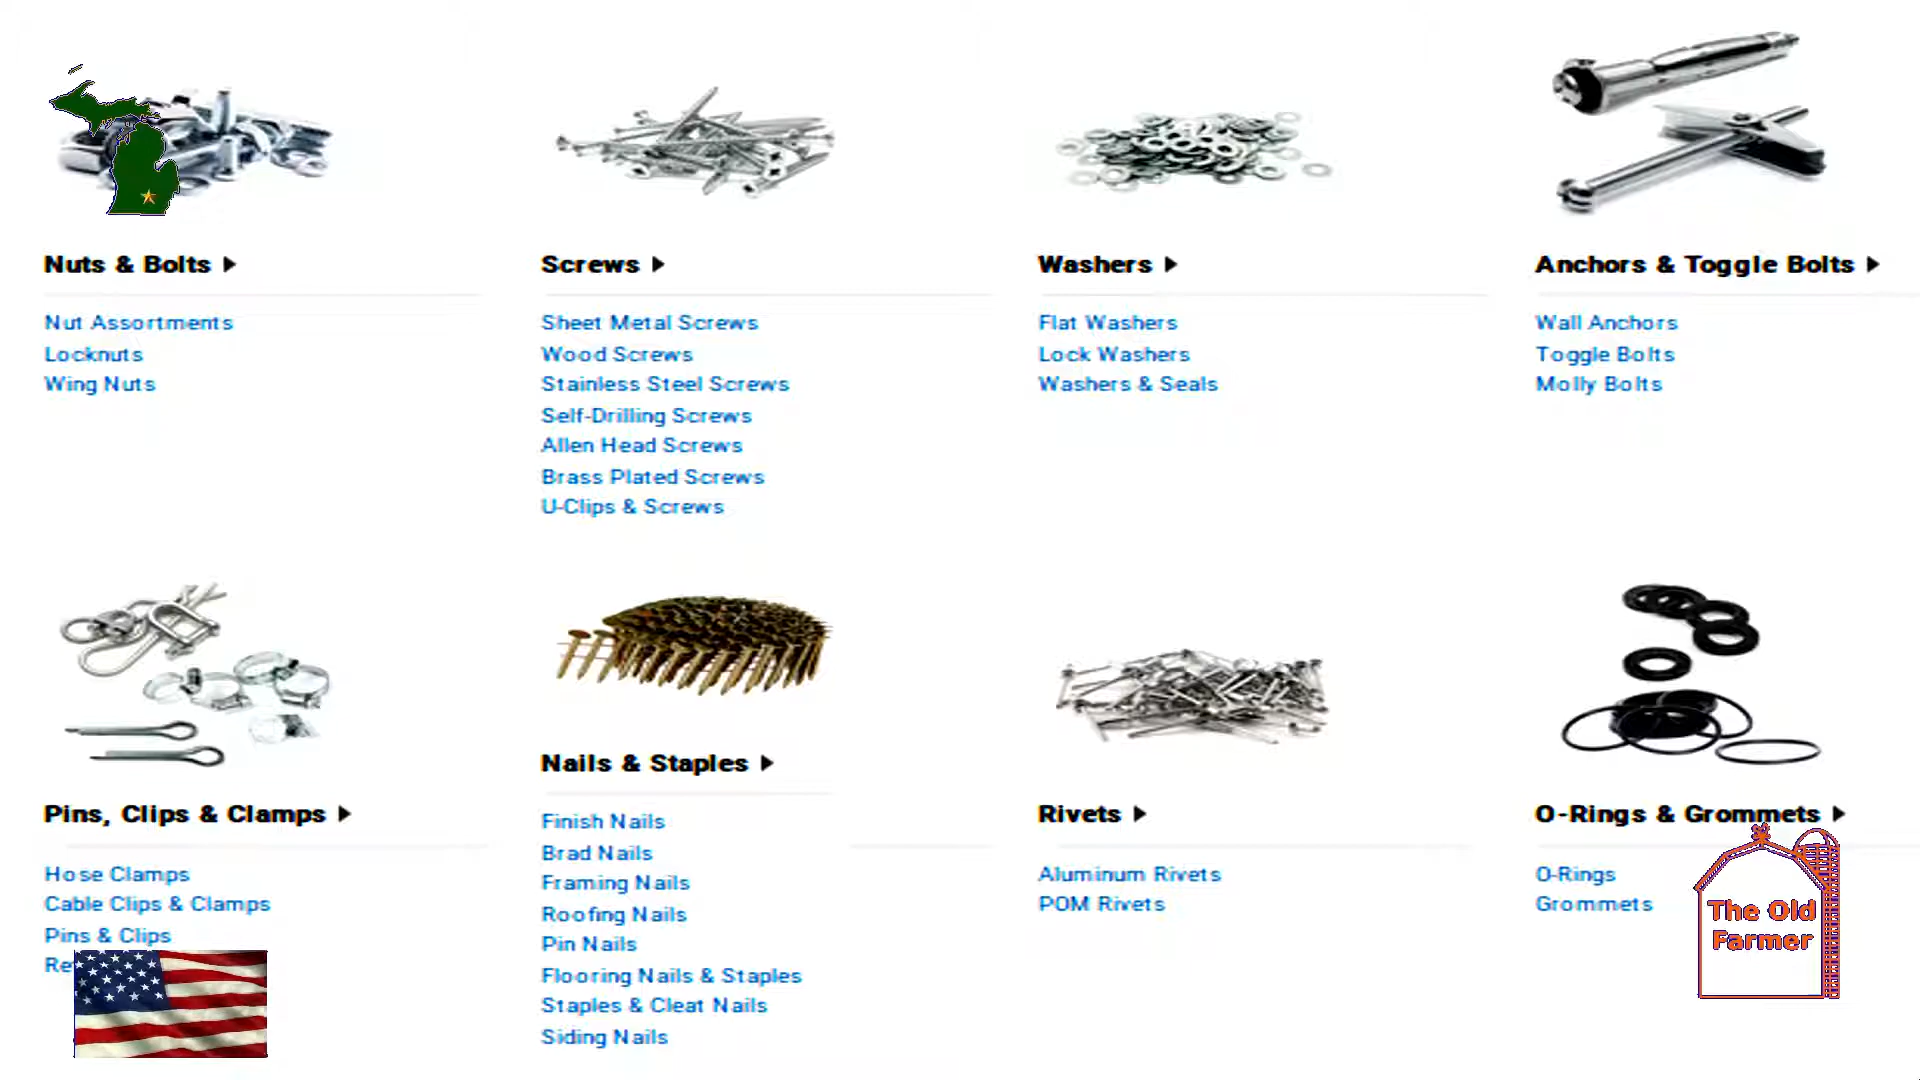 Nuts & Bolts
Nut Assortments
Locknuts
Wing Nuts
Screws
Sheet Metal Screws
Wood Screws
Stainless Steel Screws
Self-Drilling Screws
Allen Head Screws
Brass Plated Screws
U-Clips & Screws
Washers
Flat Washers
Lock Washers
Washers & Seals
Anchors & Toggle Bolts
Wall Anchors
Toggle Bolts
Molly Bolts
Pins, Clips & Clamps
Hose Clamps
Cable Clips & Clamps
Pins & Clips
Nails & Staples
Finish Nails
Brad Nails
Framing Nails
Roofing Nails
Pin Nails
Flooring Nails & Staples
Staples & Cleat Nails
Siding Nails
Rivets
Aluminum Rivets
POM Rivets
O-Rings & Grommets
O-Rings
Grommets
The Old
Farmer